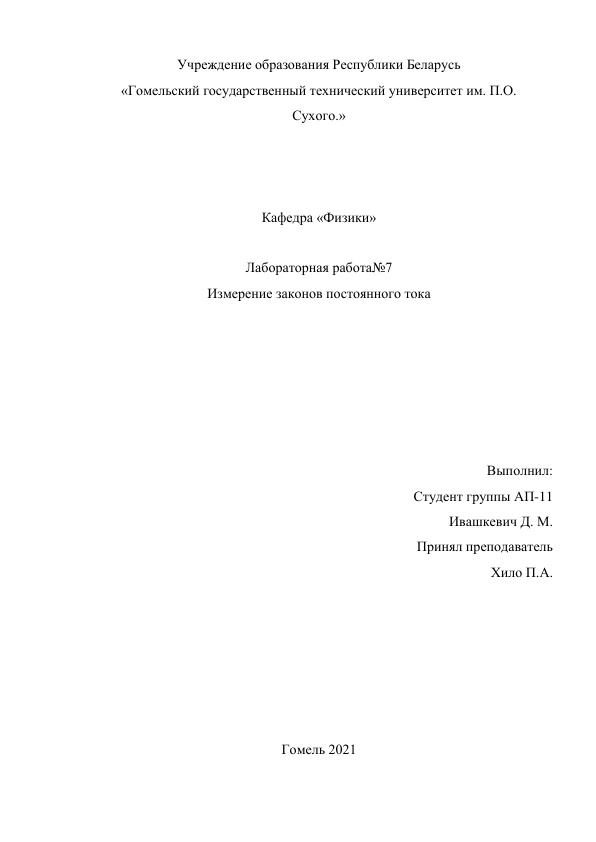 Учреждение образования Республики Беларусь
«Гомельский государственный технический университет им. П.О.
Сухого.»
Кафедра «Физики»
Лабораторная работа№7
Измерение законов постоянного тока
Выполнил:
Студент группы АП-11
Ивашкевич Д. М.
Принял преподаватель
Хило П.А.
Гомель 2021